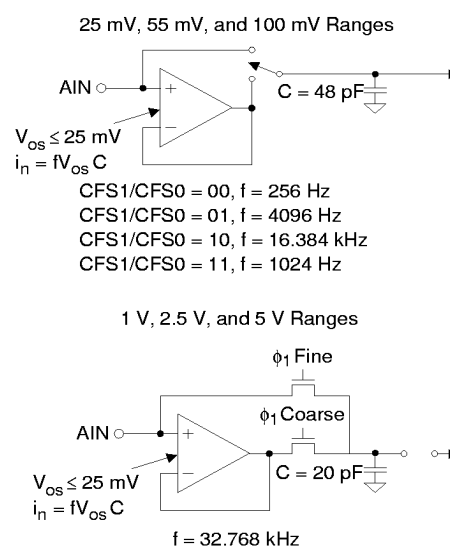 25 mV, 55 mV, and 100 mV Ranges
AIN
+
−
C = 48 pF
Vos ≤ 25 mV
in = fVos C
CFS1/CFS0 = 00, f = 256 Hz
CFS1/CFS0 = 01, f = 4096 Hz
CFS1/CFS0 = 10, f = 16.384 kHz
CFS1/CFS0 = 11, f = 1024 Hz
1 V, 2.5 V, and 5 V Ranges
ϕ1 Fine
ϕ1 Coarse
AIN
+
−
C = 20 pF
Vos ≤ 25 mV
in = fVos C
f = 32.768 kHz